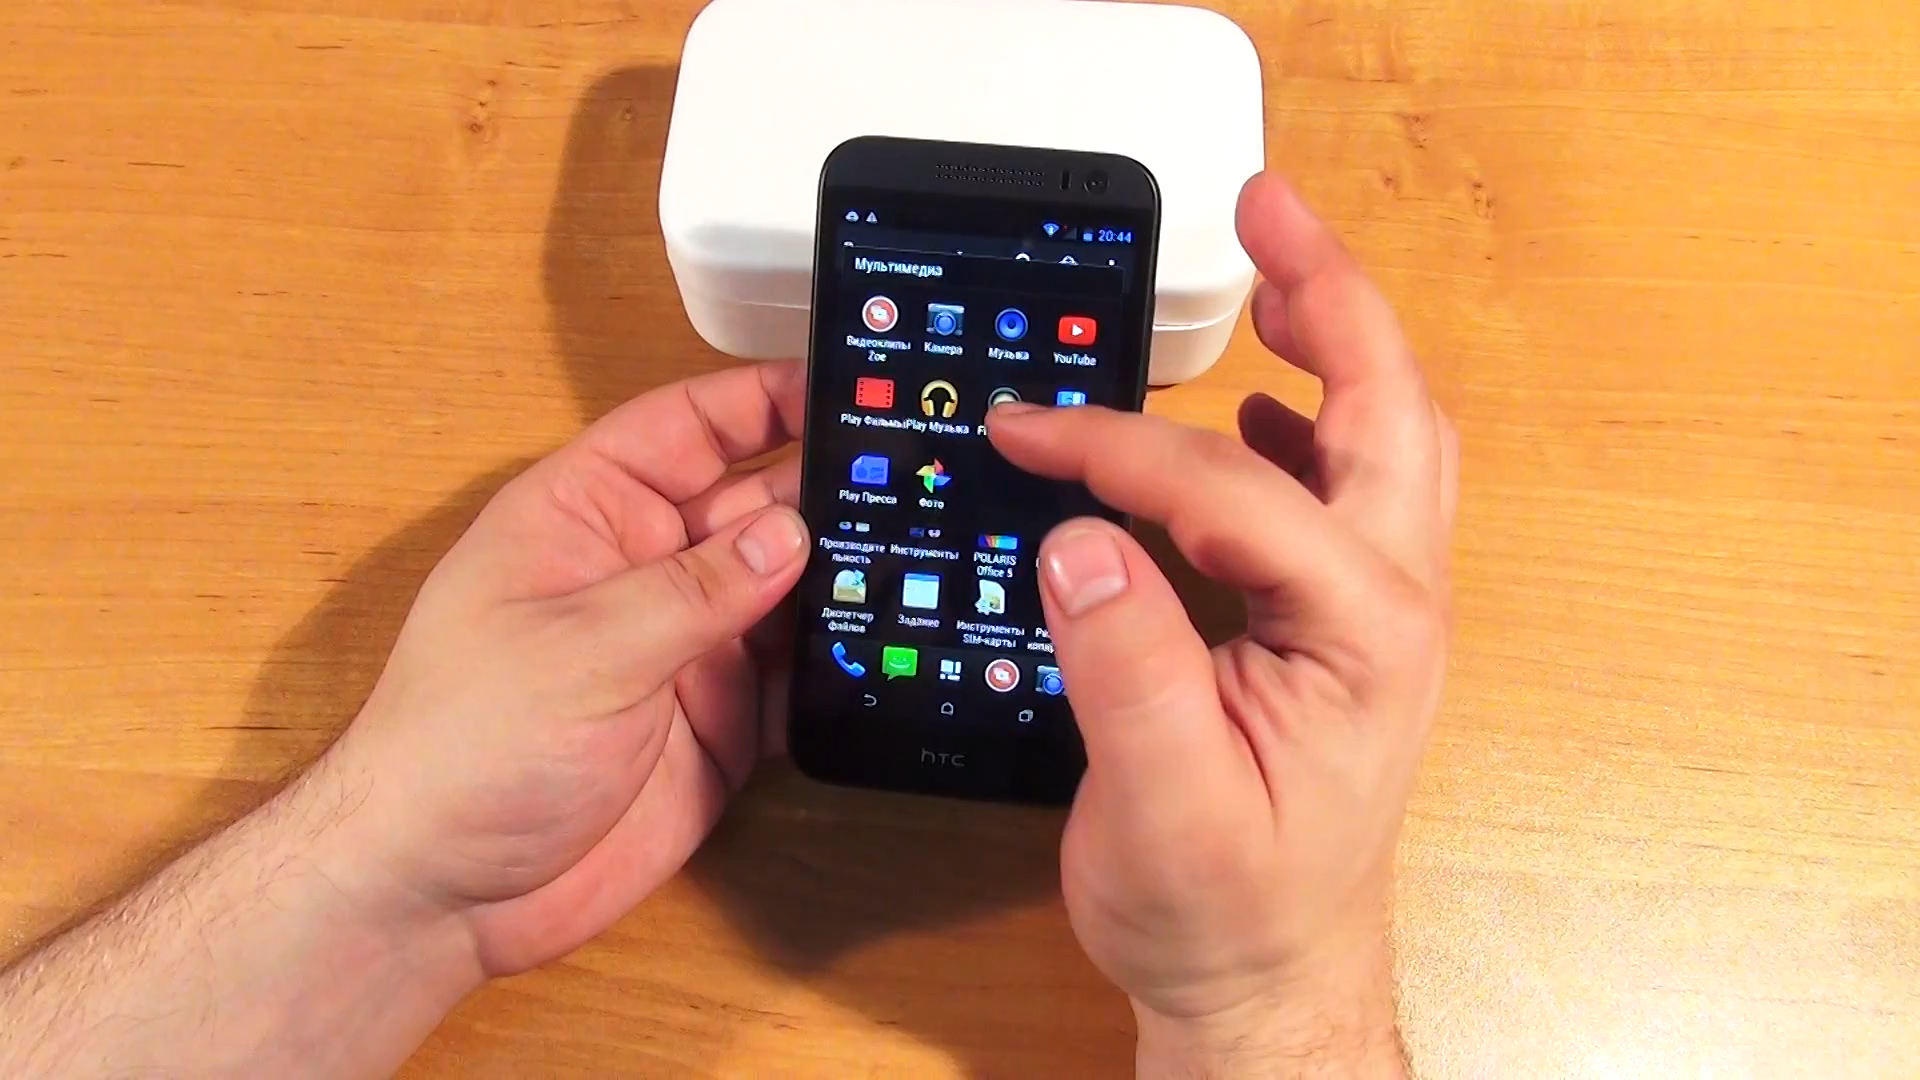 20:44
Мультимедиа
Видеоклипы Zoe
Камера
Музыка
YouTube
Play Фильмы
Play Музыка
Play Пресса
Фото
Производите
льность
Инструменты
POLARIS
Office 5
Диспетчер
файлов
Задание
Инструменты
SIM-карты
hTC